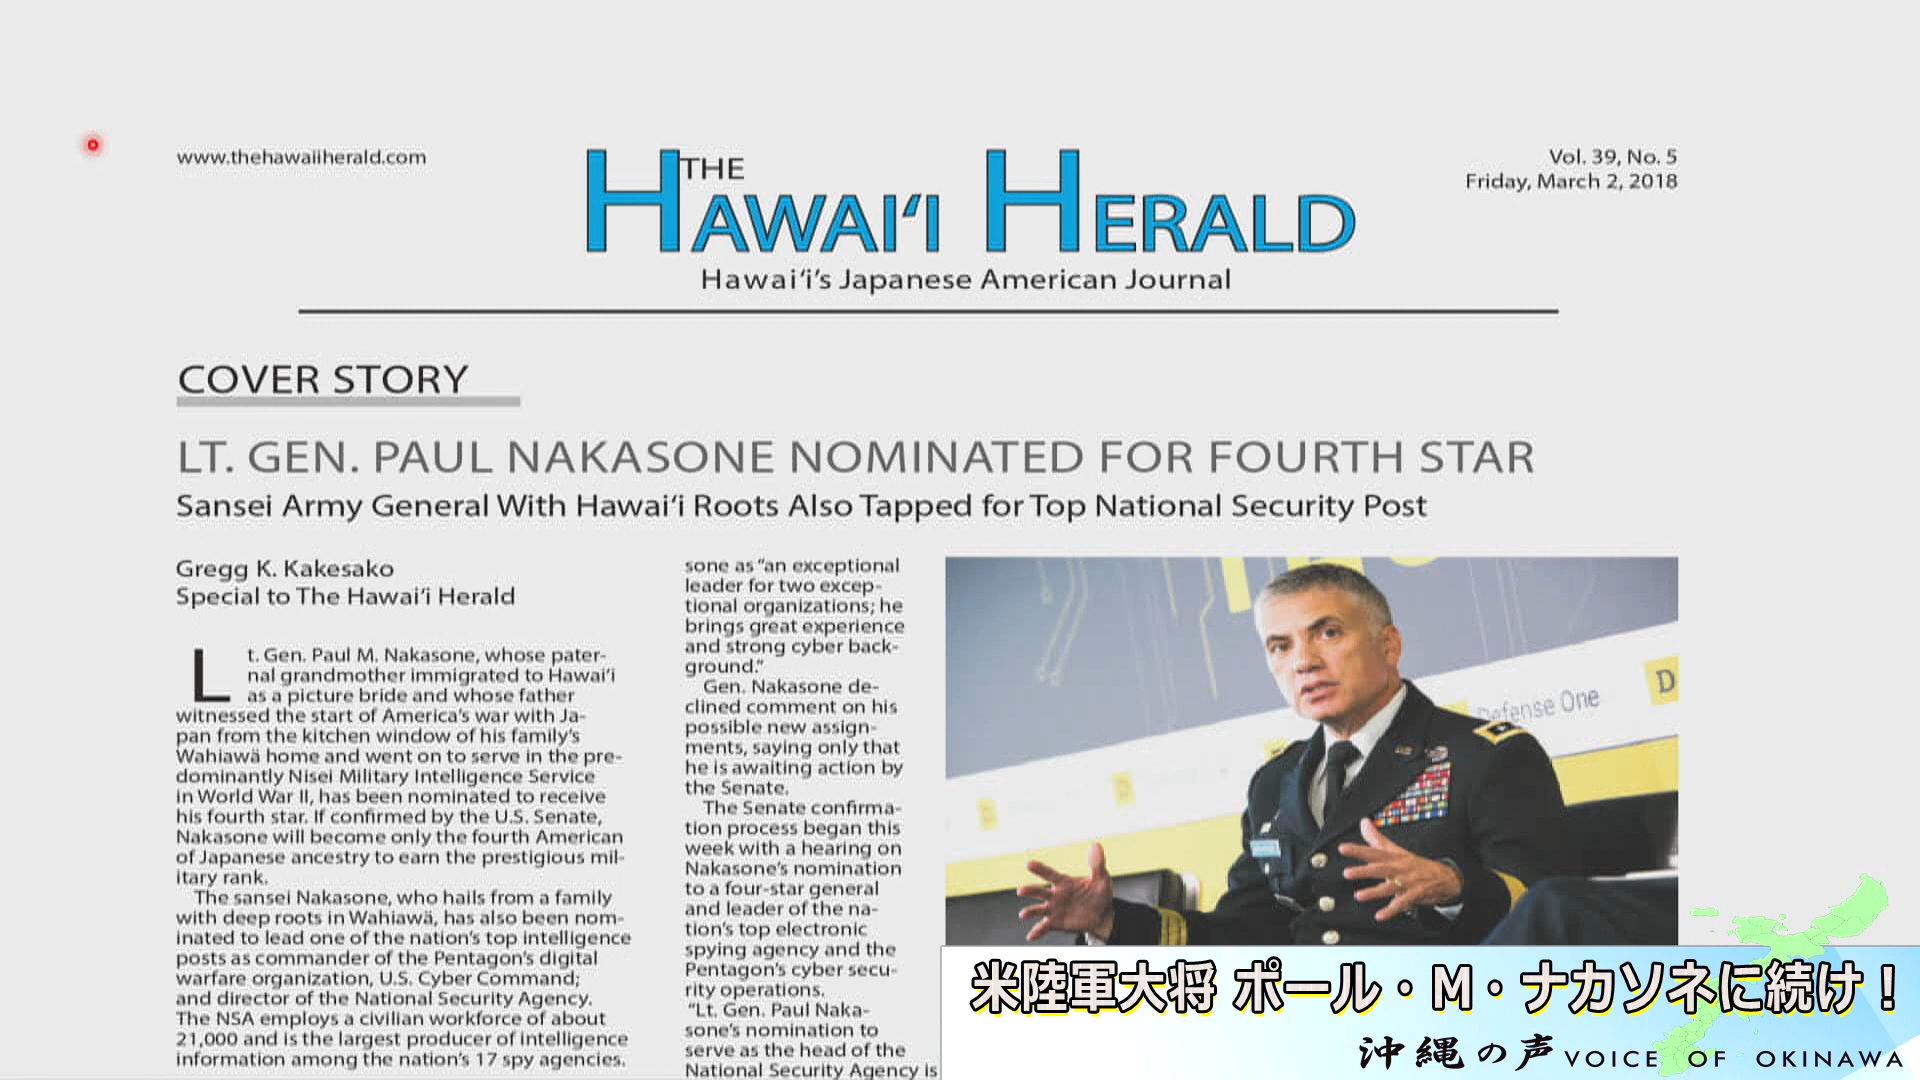 www.thehawaiiherald.com
THE
HAWAI‘I HERALD
Hawai‘i’s Japanese American Journal
Vol. 39, No. 5
Friday, March 2, 2018
COVER STORY
LT. GEN. PAUL NAKASONE NOMINATED FOR FOURTH STAR
Sansei Army General With Hawai‘i Roots Also Tapped for Top National Security Post
Gregg K. Kakesako
Special to The Hawai‘i Herald
Lt. Gen. Paul M. Nakasone, whose pater-
nal grandmother immigrated to Hawai‘i
as a picture bride and whose father
witnessed the start of America’s war with Ja-
pan from the kitchen window of his family’s
Wahiawä home and went on to serve in the pre-
dominantly Nisei Military Intelligence Service
in World War II, has been nominated to receive
his fourth star. If confirmed by the U.S. Senate,
Nakasone will become only the fourth American
of Japanese ancestry to earn the prestigious mil-
itary rank.
The sansei Nakasone, who hails from a family
with deep roots in Wahiawä, has also been nom-
inated to lead one of the nation’s top intelligence
posts as commander of the Pentagon’s digital
warfare organization, U.S. Cyber Command;
and director of the National Security Agency.
The NSA employs a civilian workforce of about
21,000 and is the largest producer of intelligence
information among the nation’s 17 spy agencies.
sone as “an exceptional
leader for two excep-
tional organizations; he
brings great experience
and strong cyber back-
ground.”
Gen. Nakasone de-
clined comment on his
possible new assign-
ments, saying only that
he is awaiting action by
the Senate.
The Senate confirma-
tion process began this
week with a hearing on
Nakasone’s nomination
to a four-star general
and leader of the na-
tion’s top electronic
spying agency and the
Pentagon’s cyber secu-
rity operations.
“Lt. Gen. Paul Naka-
sone’s nomination to
serve as the head of the
National Security Agency is
Defense One
D
D
米陸軍大将 ポール・M・ナカソネに続け！
沖縄の声 VOICE OF OKINAWA